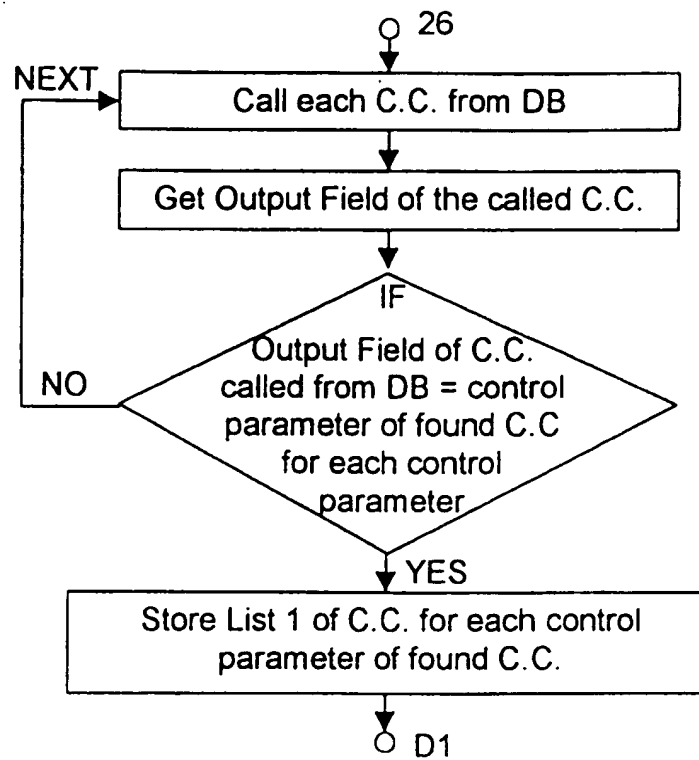 26
NEXT
Call each C.C. from DB
Get Output Field of the called C.C.
IF
Output Field of C.C.
called from DB = control
parameter of found C.C
for each control
parameter
NO
YES
Store List 1 of C.C. for each control
parameter of found C.C.
D1